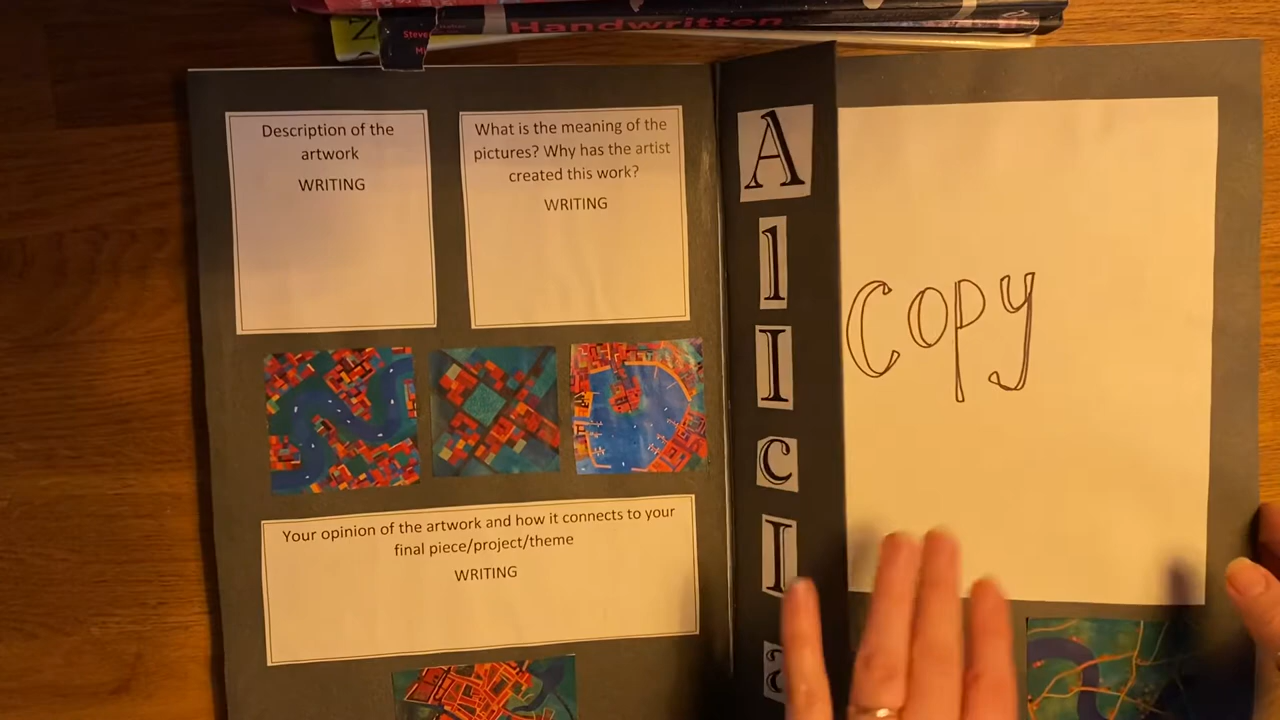 Handwritten
Steve
Description of the
artwork
WRITING
What is the meaning of the
pictures? Why has the artist
created this work?
WRITING
Your opinion of the artwork and how it connects to your
final piece/project/theme
WRITING
A
l
I
c
I
a
Copy